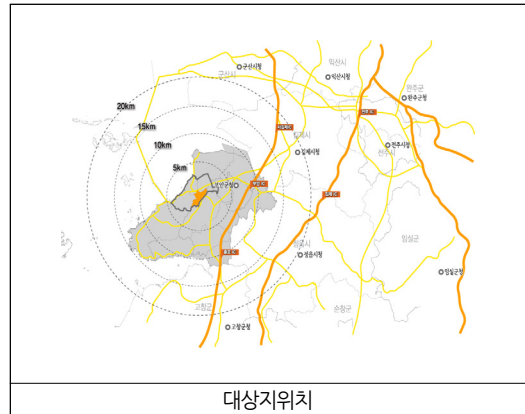 군산시청
익산시
군산시
익산시청
완주군
20km
완주군청
15km
김제시
전주시청
10km
김제시청
전주시
5km
부안군청
정읍시
정읍시청
임실군
임실군청
고창군
순창군
고창군청
대상지위치